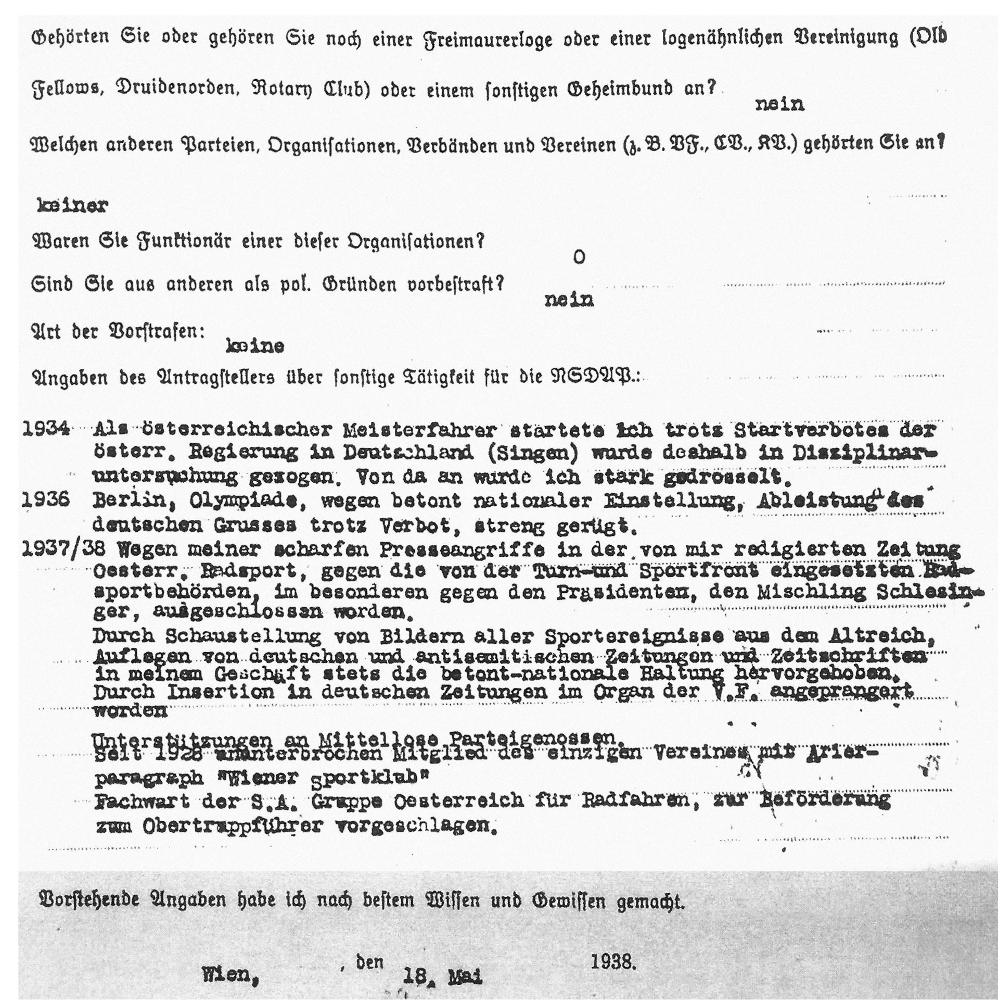 Gehörten Sie oder gehören Sie noch einer Freimaurerloge oder einer logenähnlichen Vereinigung (Old
Fellows, Druidenorden, Rotary Club) oder einem sonstigen Geheimbund an?
nein
Welchen anderen Parteien, Organisationen, Verbänden und Vereinen (z. B. VF., CV., KV.) gehörten Sie an?
keiner
Waren Sie Funktionär einer dieser Organisationen?
O
Sind Sie aus anderen als pol. Gründen vorbestraft?
nein
Art der Vorstrafen:
keine
Angaben des Antragstellers über sonstige Tätigkeit für die NSDAP.:
1934 Als österreichischer Meisterfahrer startete ich trotz Startverbotes der
österr. Regierung in Deutschland (Singen) wurde deshalb in Disziplinar-
untersuchung gezogen. Von da an wurde ich stark gedrosselt.
1936 Berlin, Olympiade, wegen betont nationaler Einstellung, Ableistung des
deutschen Grusses trotz Verbot, streng gerügt.
1937/38 Wegen meiner scharfen Presseangriffe in der von mir redigierten Zeitung
Oesterr. Radsport, gegen die von der Turn-und Sportfront eingesetzten Rad-
sportbehörden, im besonderen gegen den Präsidenten, den Mischling Schlesin-
ger, ausgeschlossen worden.
Durch Schaustellung von Bildern aller Sportereignisse aus dem Altreich,
Auflegen von deutschen und antisemitischen Zeitungen und Zeitschriften
in meinem Geschäft stets die betont-nationale Haltung hervorgehoben.
Durch Insertion in deutschen Zeitungen im Organ der V.F. angeprangert
worden
Unterstützungen an Mittellose Parteigenossen.
Seit 1928 ununterbrochen Mitglied des einzigen Vereines mit Arier-
paragraph "Wiener Sportklub"
Fachwart der S.A. Gruppe Oesterreich für Radfahren, zur Beförderung
zum Obertruppführer vorgeschlagen.
Vorstehende Angaben habe ich nach bestem Wissen und Gewissen gemacht.
Wien, , den 18. Mai 1938.